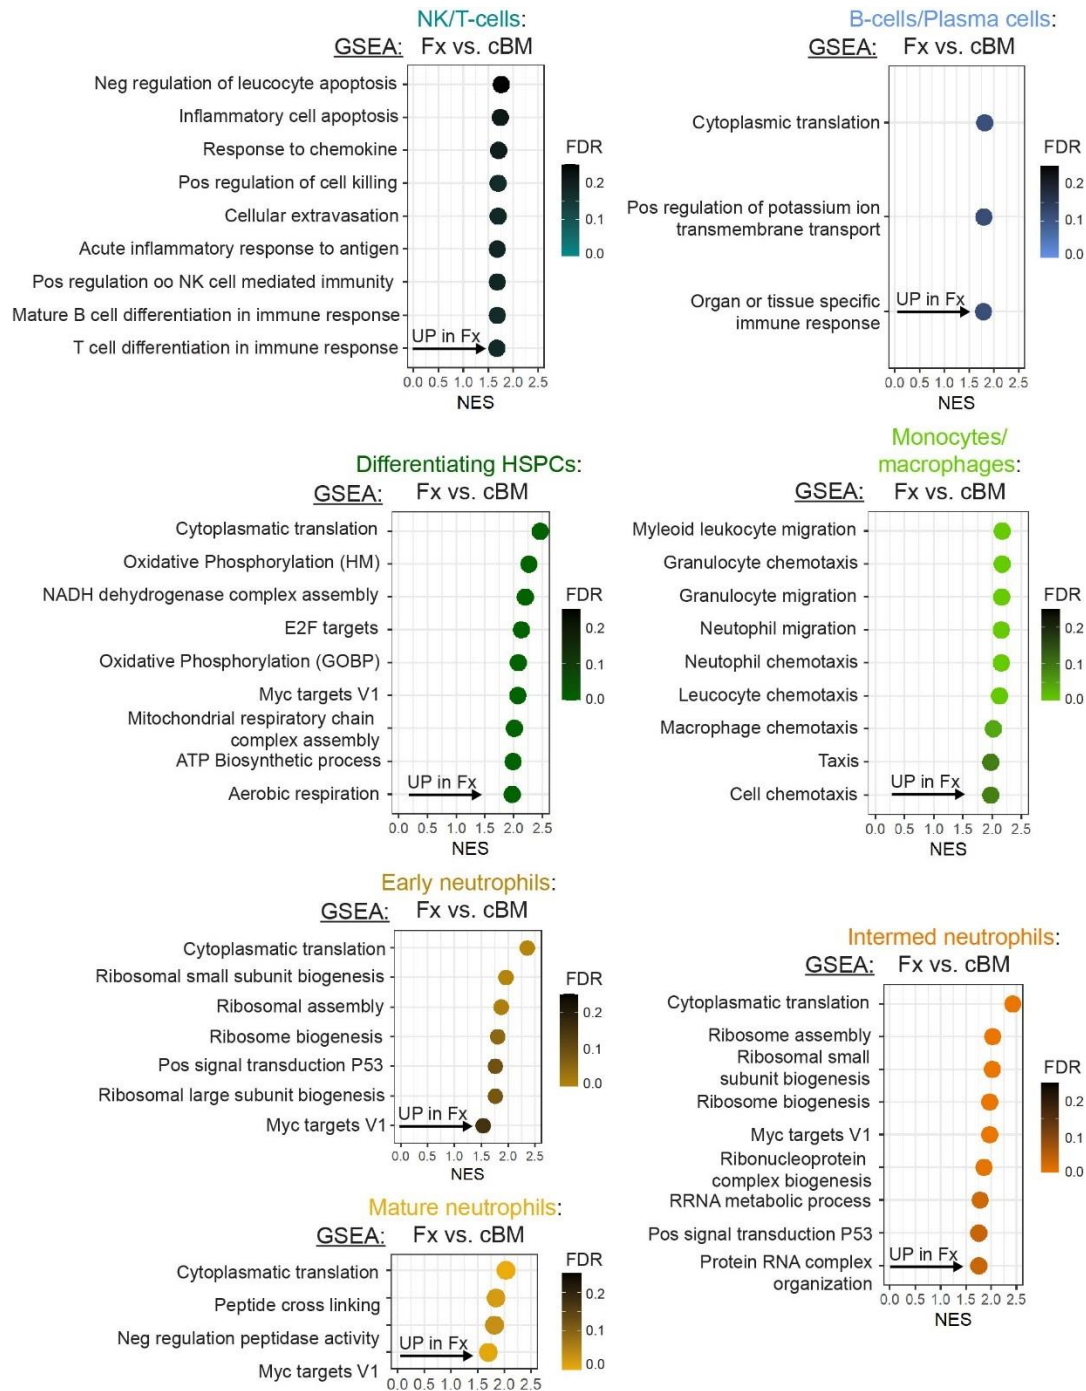 NK/T-cells:
GSEA: Fx vs. cBM
Neg regulation of leucocyte apoptosis
Inflammatory cell apoptosis
Response to chemokine
Pos regulation of cell killing
Cellular extravasation
Acute inflammatory response to antigen
Pos regulation oo NK cell mediated immunity
Mature B cell differentiation in immune response
T cell differentiation in immune response
UP in Fx
0.0 0.5 1.0 1.5 2.0 2.5
NES
FDR
0.2
0.1
0.0
B-cells/Plasma cells:
GSEA: Fx vs. cBM
Cytoplasmic translation
Pos regulation of potassium ion
transmembrane transport
Organ or tissue specific
immune response
UP in Fx
0.0 0.5 1.0 1.5 2.0 2.5
NES
FDR
0.2
0.1
0.0
Differentiating HSPCs:
GSEA: Fx vs. cBM
Cytoplasmatic translation
Oxidative Phosphorylation (HM)
NADH dehydrogenase complex assembly
E2F targets
Oxidative Phosphorylation (GOBP)
Myc targets V1
Mitochondrial respiratory chain
complex assembly
ATP Biosynthetic process
Aerobic respiration
UP in Fx
0.0 0.5 1.0 1.5 2.0 2.5
NES
FDR
0.2
0.1
0.0
Monocytes/
macrophages:
GSEA: Fx vs. cBM
Myleoid leukocyte migration
Granulocyte chemotaxis
Granulocyte migration
Neutophil migration
Neutophil chemotaxis
Leucocyte chemotaxis
Macrophage chemotaxis
Taxis
Cell chemotaxis
UP in Fx
0.0 0.5 1.0 1.5 2.0 2.5
NES
FDR
0.2
0.1
0.0
Early neutrophils:
GSEA: Fx vs. cBM
Cytoplasmatic translation
Ribosomal small subunit biogenesis
Ribosomal assembly
Ribosome biogenesis
Pos signal transduction P53
Ribosomal large subunit biogenesis
Myc targets V1
UP in Fx
0.0 0.5 1.0 1.5 2.0 2.5
NES
FDR
0.2
0.1
0.0
Intermed neutrophils:
GSEA: Fx vs. cBM
Cytoplasmatic translation
Ribosome assembly
Ribosomal small
subunit biogenesis
Ribosome biogenesis
Myc targets V1
Ribonucleoprotein
complex biogenesis
RRNA metabolic process
Pos signal transduction P53
Protein RNA complex
organization
UP in Fx
0.0 0.5 1.0 1.5 2.0 2.5
NES
FDR
0.2
0.1
0.0
Mature neutrophils:
GSEA: Fx vs. cBM
Cytoplasmatic translation
Peptide cross linking
Neg regulation peptidase activity
Myc targets V1
UP in Fx
0.0 0.5 1.0 1.5 2.0 2.5
NES
FDR
0.2
0.1
0.0